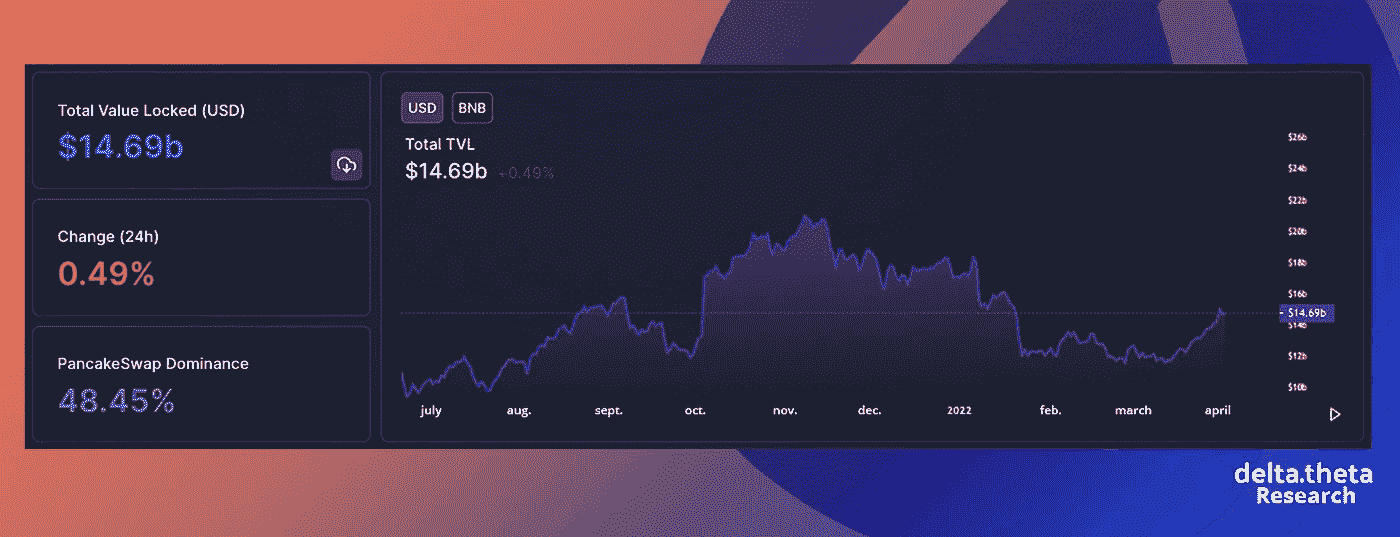 Total Value Locked (USD)
$14.69b
Change (24h)
0.49%
PancakeSwap Dominance
48.45%
USD BNB
Total TVL
$14.69b +0.49%
$26b
$24b
$22b
$20b
$18b
$16b
$14.69b
$14b
$12b
$10b
july aug. sept. oct. nov. dec. 2022 feb. march april
delta.theta
Research